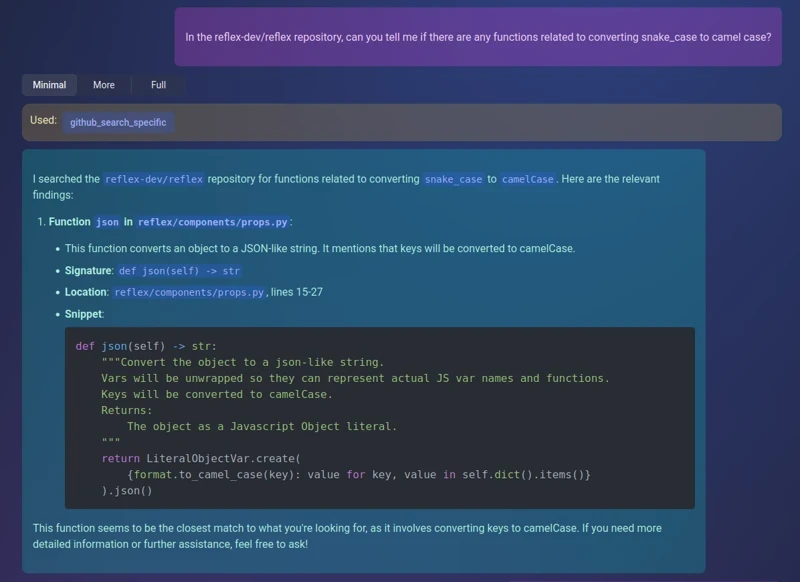 In the reflex-dev/reflex repository, can you tell me if there are any functions related to converting snake_case to camel case?
Minimal More Full
Used: github_search_specific
I searched the reflex-dev/reflex repository for functions related to converting snake_case to camelCase. Here are the relevant
findings:
1. Function json in reflex/components/props.py:
• This function converts an object to a JSON-like string. It mentions that keys will be converted to camelCase.
• Signature: def json(self) -> str
• Location: reflex/components/props.py, lines 15-27
• Snippet:
def json(self) -> str:
    """Convert the object to a json-like string.
    Vars will be unwrapped so they can represent actual JS var names and functions.
    Keys will be converted to camelCase.
    Returns:
        The object as a Javascript Object literal.
    """
    return LiteralObjectVar.create(
        {format.to_camel_case(key): value for key, value in self.dict().items()}
    ).json()
This function seems to be the closest match to what you're looking for, as it involves converting keys to camelCase. If you need more
detailed information or further assistance, feel free to ask!